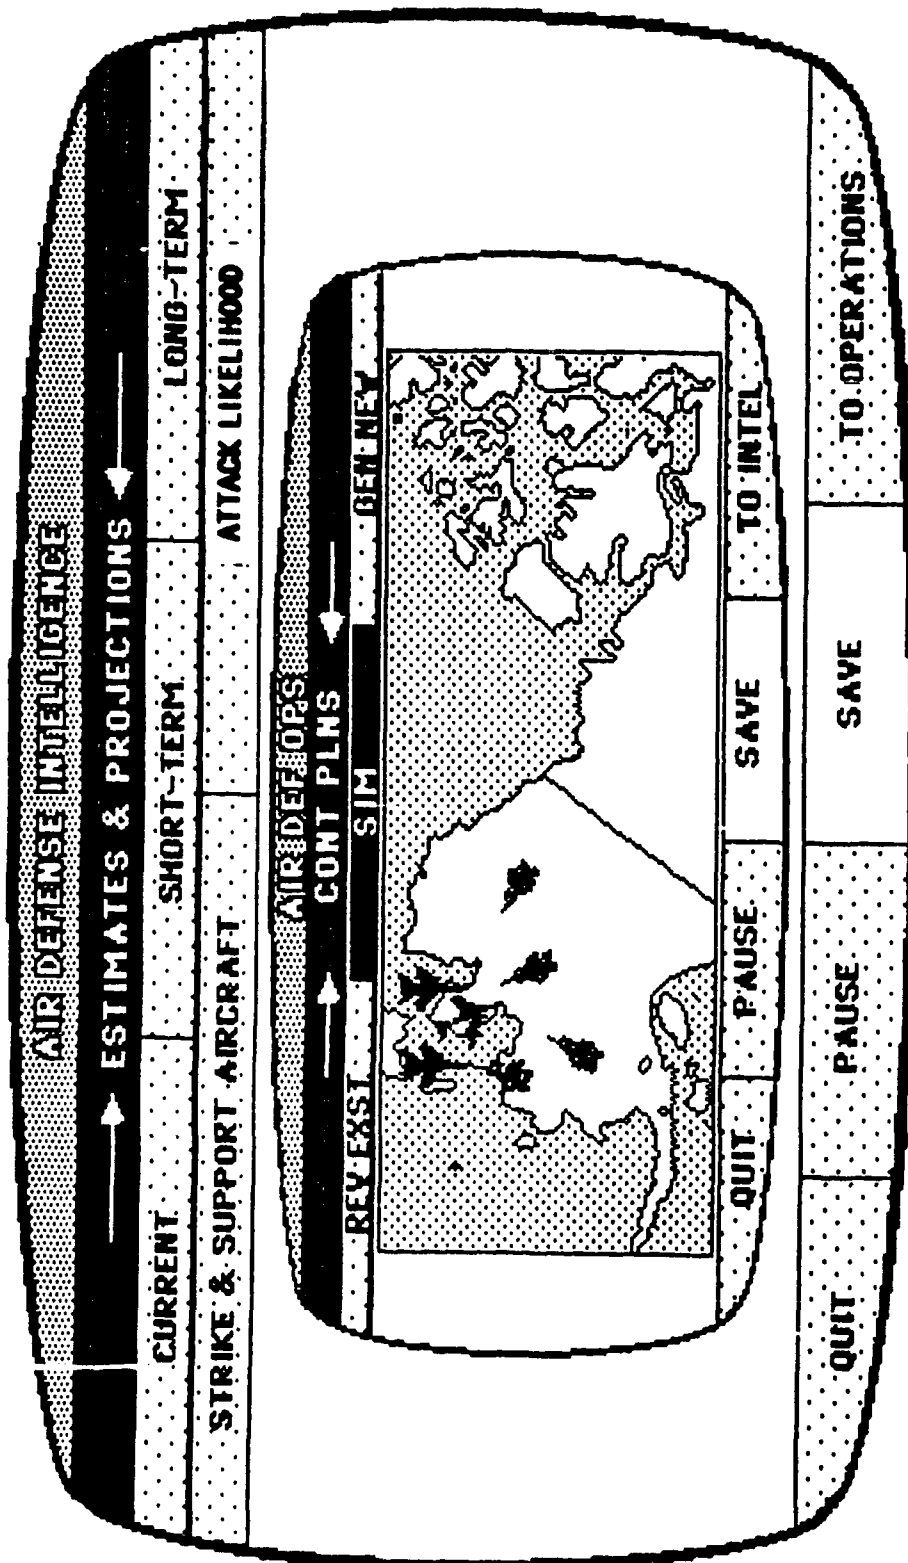 AIR DEFENSE INTELLIGENCE
ESTIMATES & PROJECTIONS
CURRENT SHORT-TERM LONG-TERM
STRIKE & SUPPORT AIRCRAFT ATTACK LIKELIHOOD
AIR DEF OPS
CONT PLNS
REV EXST SIM GEN NEW
QUIT PAUSE SAVE TO INTEL
QUIT PAUSE SAVE TO OPERATIONS